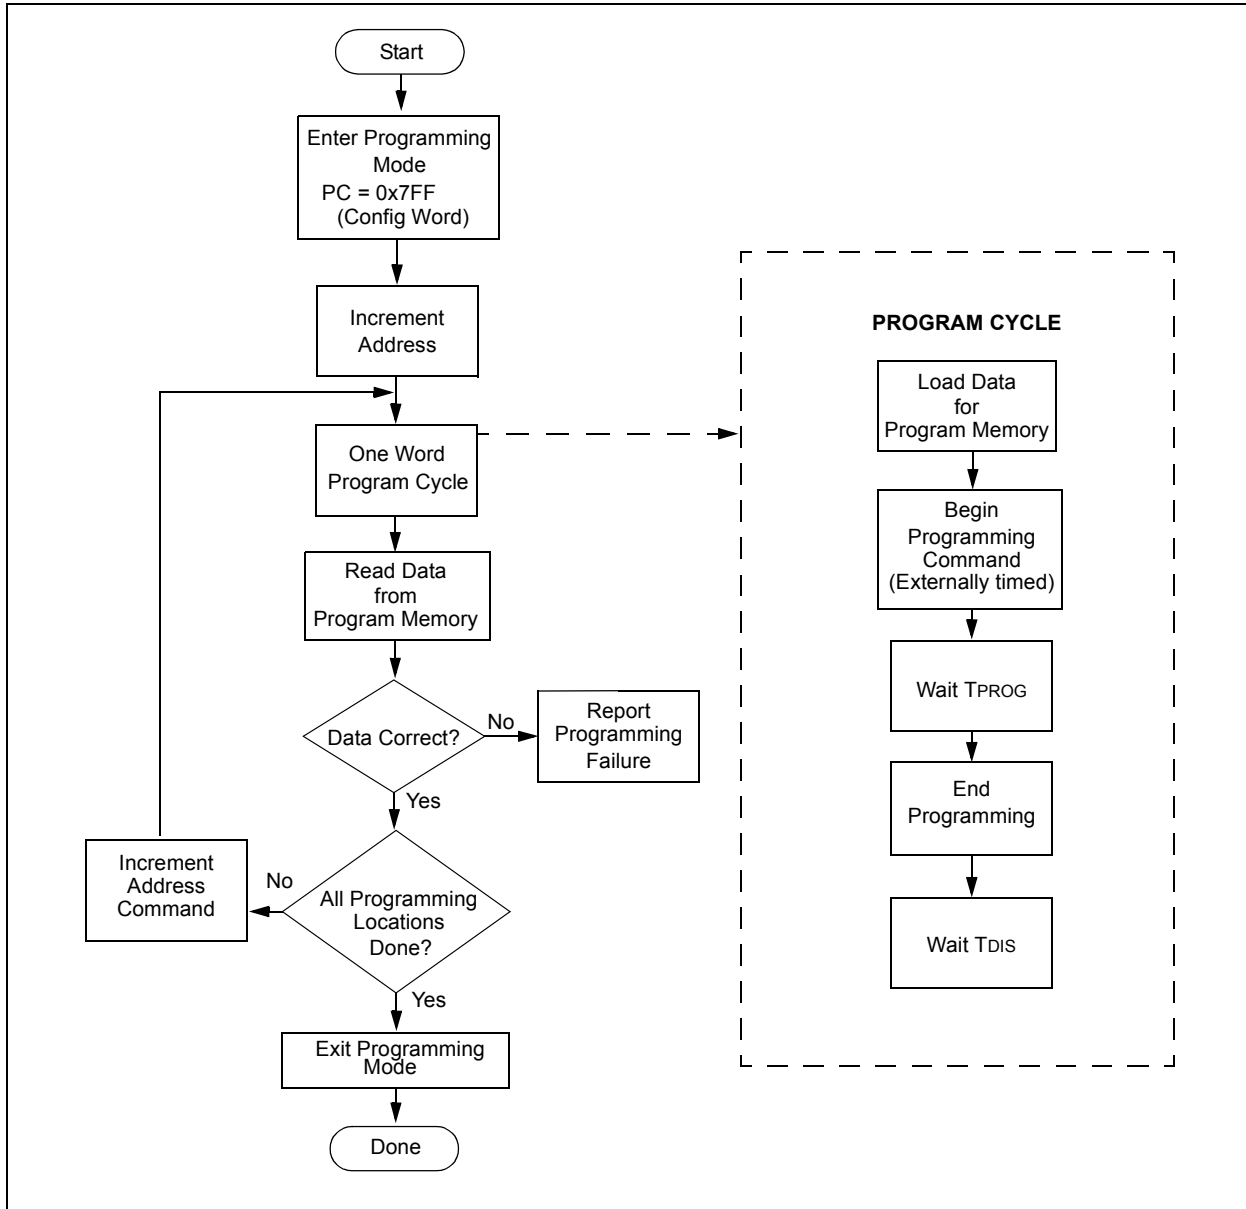 Start
Enter Programming
Mode
PC = 0x7FF
(Config Word)
Increment
Address
One Word
Program Cycle
Read Data
from
Program Memory
Data Correct?
No
Report
Programming
Failure
Yes
All Programming
Locations
Done?
No
Increment
Address
Command
Yes
Exit Programming
Mode
Done
PROGRAM CYCLE
Load Data
for
Program Memory
Begin
Programming
Command
(Externally timed)
Wait TPROG
End
Programming
Wait TDIS